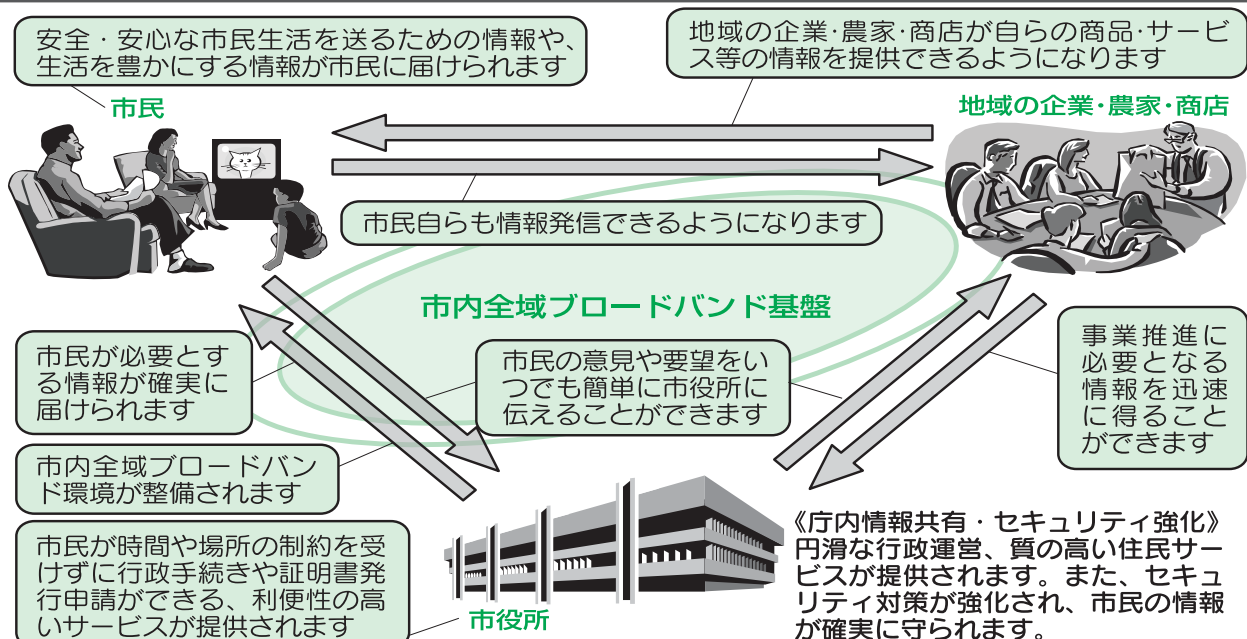 安全・安心な市民生活を送るための情報や、
生活を豊かにする情報が市民に届けられます
地域の企業・農家・商店が自らの商品・サービ
ス等の情報を提供できるようになります
市民
地域の企業・農家・商店
市民自らも情報発信できるようになります
市内全域ブロードバンド基盤
市民が必要とす
る情報が確実に
届けられます
市民の意見や要望をい
つでも簡単に市役所に
伝えることができます
事業推進に
必要となる
情報を迅速
に得ること
ができます
市内全域ブロードバン
ド環境が整備されます
市民が時間や場所の制約を受
けずに行政手続きや証明書発
行申請ができる、利便性の高
いサービスが提供されます
市役所
《庁内情報共有・セキュリティ強化》
円滑な行政運営、質の高い住民サー
ビスが提供されます。また、セキュ
リティ対策が強化され、市民の情報
が確実に守られます。